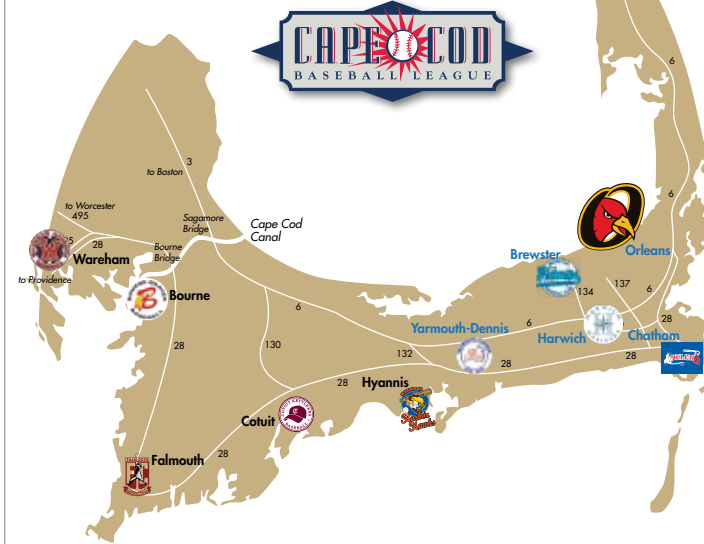 CAPE COD
BASEBALL LEAGUE
6
3
to Boston
6
to Worcester
495
Sagamore
Bridge
Cape Cod
Canal
28
Bourne
Bridge
Wareham
Orleans
Brewster
to Providence
137
134
6
Bourne
6
28
Yarmouth-Dennis
6
Harwich
Chatham
28
130
132
28
28
28
Hyannis
Cotuit
28
Falmouth